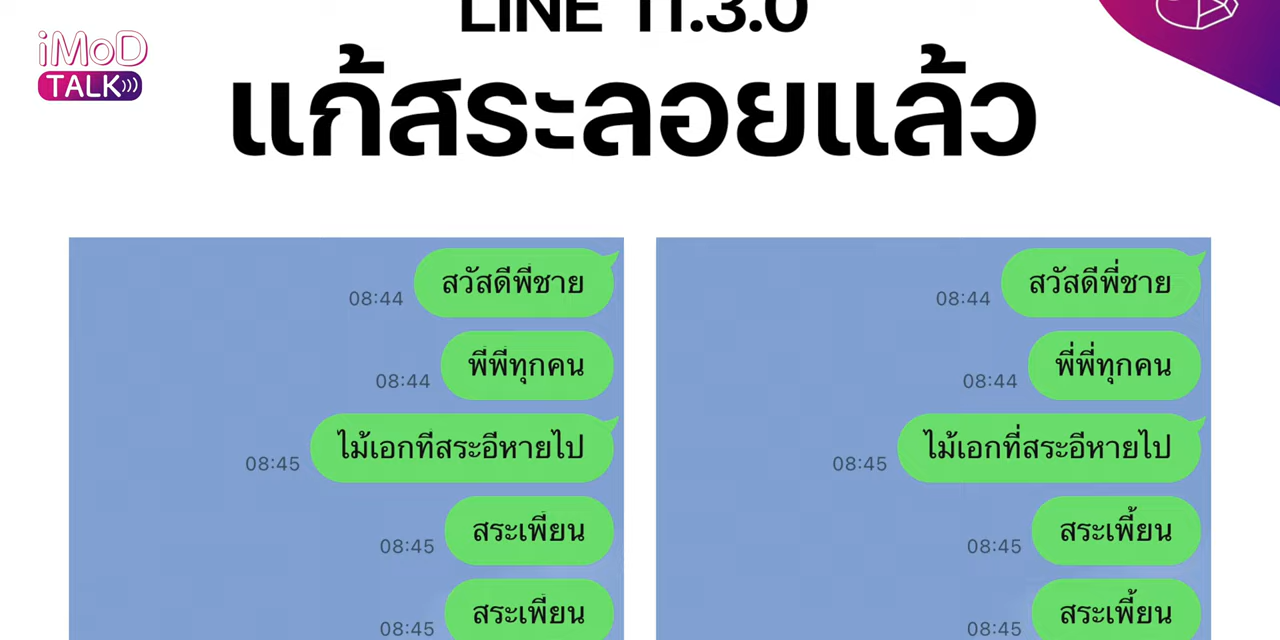 LINE 11.3.0
iMoD
TALK
แก้สระลอยแล้ว
สวัสดีพีชาย
08:44
พีพีทุกคน
08:44
ไม้เอกทีสระอีหายไป
08:45
สระเพียน
08:45
สระเพียน
08:45
สวัสดีพี่ชาย
08:44
พี่พี่ทุกคน
08:44
ไม้เอกที่สระอีหายไป
08:45
สระเพี้ยน
08:45
สระเพี้ยน
08:45